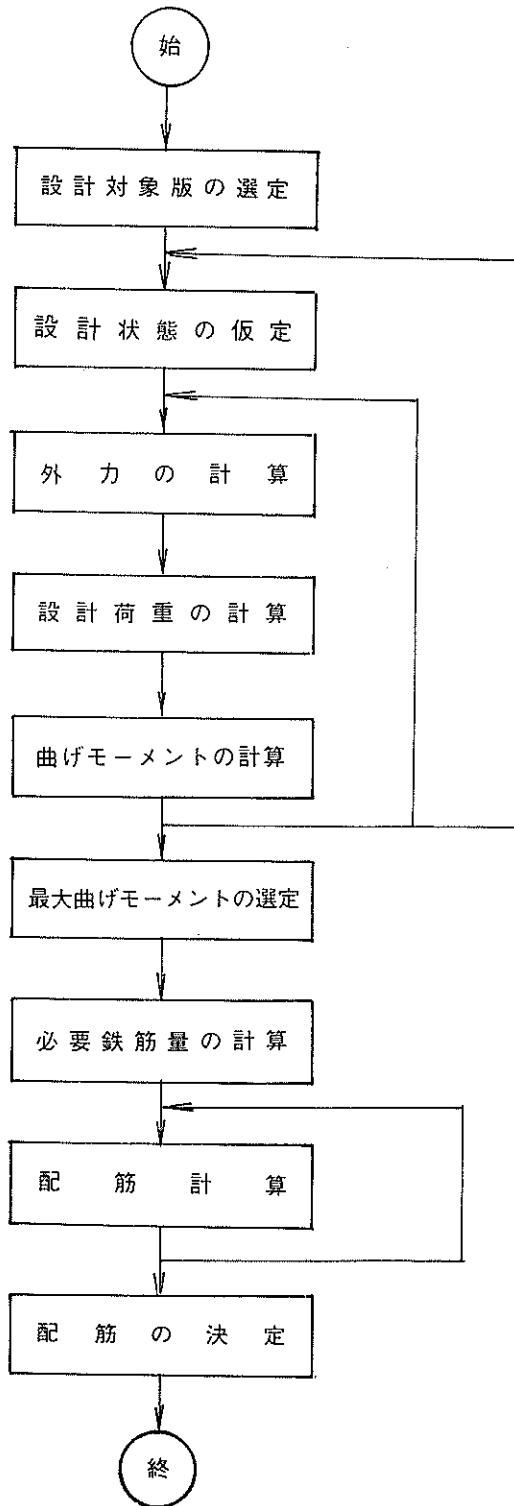 始
設計対象版の選定
設計状態の仮定
外力の計算
設計荷重の計算
曲げモーメントの計算
最大曲げモーメントの選定
必要鉄筋量の計算
配筋計算
配筋の決定
終